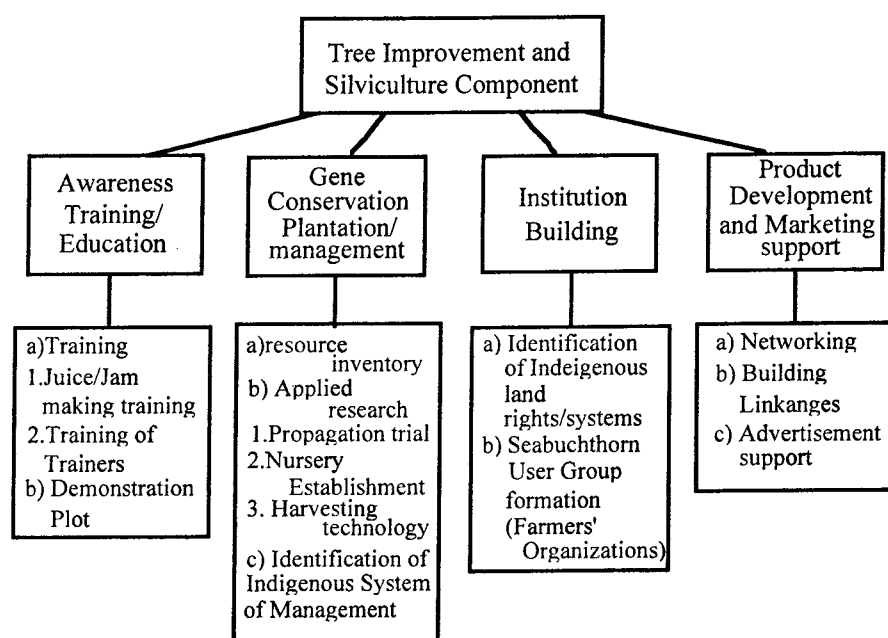 Tree Improvement and
Silviculture Component
Awareness
Training/
Education
Gene
Conservation
Plantation/
management
Institution
Building
Product
Development
and Marketing
support
a)Training
1.Juice/Jam
making training
2.Training of
Trainers
b) Demonstration
Plot
a)resource
inventory
b) Applied
research
1.Propagation trial
2.Nursery
Establishment
3. Harvesting
technology
c) Identification of
Indigenous System
of Management
a) Identification
of Indeigenous
land
rights/systems
b) Seabuchthorn
User Group
formation
(Farmers'
Organizations)
a) Networking
b) Building
Linkanges
c) Advertisement
support